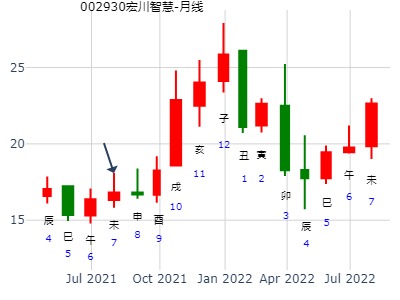 002930宏川智慧-月线
25
20
15
辰
4
巳
5
午
6
未
7
申
8
酉
9
戌
10
亥
11
子
12
丑
1
寅
2
卯
3
辰
4
巳
5
午
6
未
7
Jul 2021
Oct 2021
Jan 2022
Apr 2022
Jul 2022